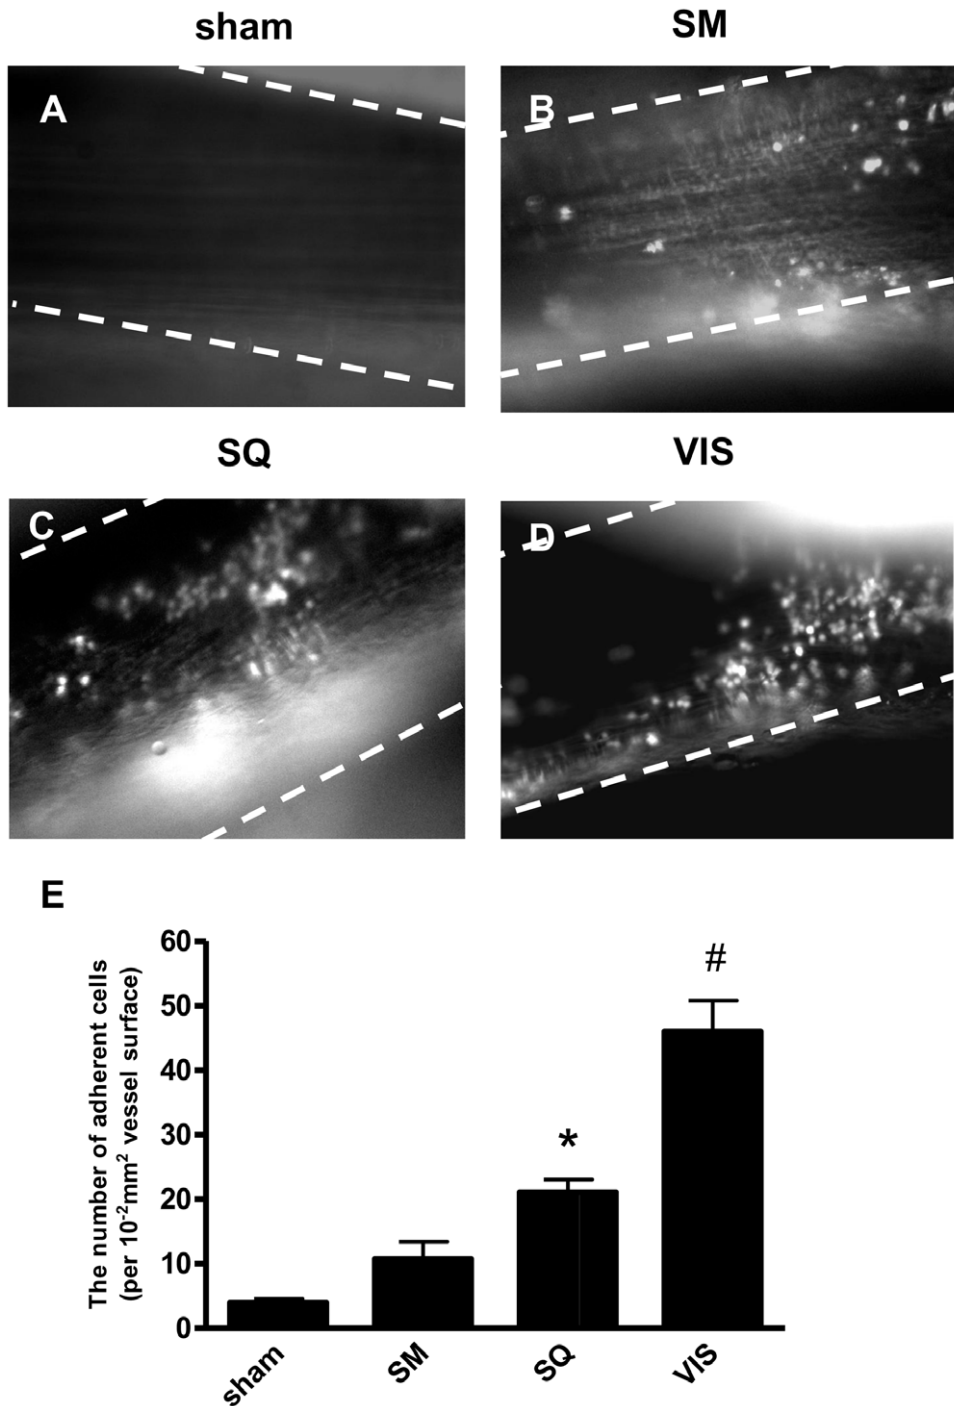 sham
SM
A
B
SQ
VIS
C
D
E
The number of adherent cells
(per 10⁻²mm² vessel surface)
60
50
40
30
20
10
0
*
#
sham
SM
SQ
VIS